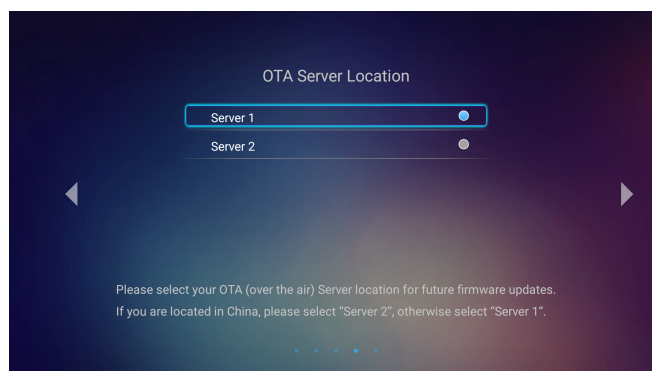 OTA Server Location
Server 1
Server 2
Please select your OTA (over the air) Server location for future firmware updates.
If you are located in China, please select “Server 2”, otherwise select “Server 1”.